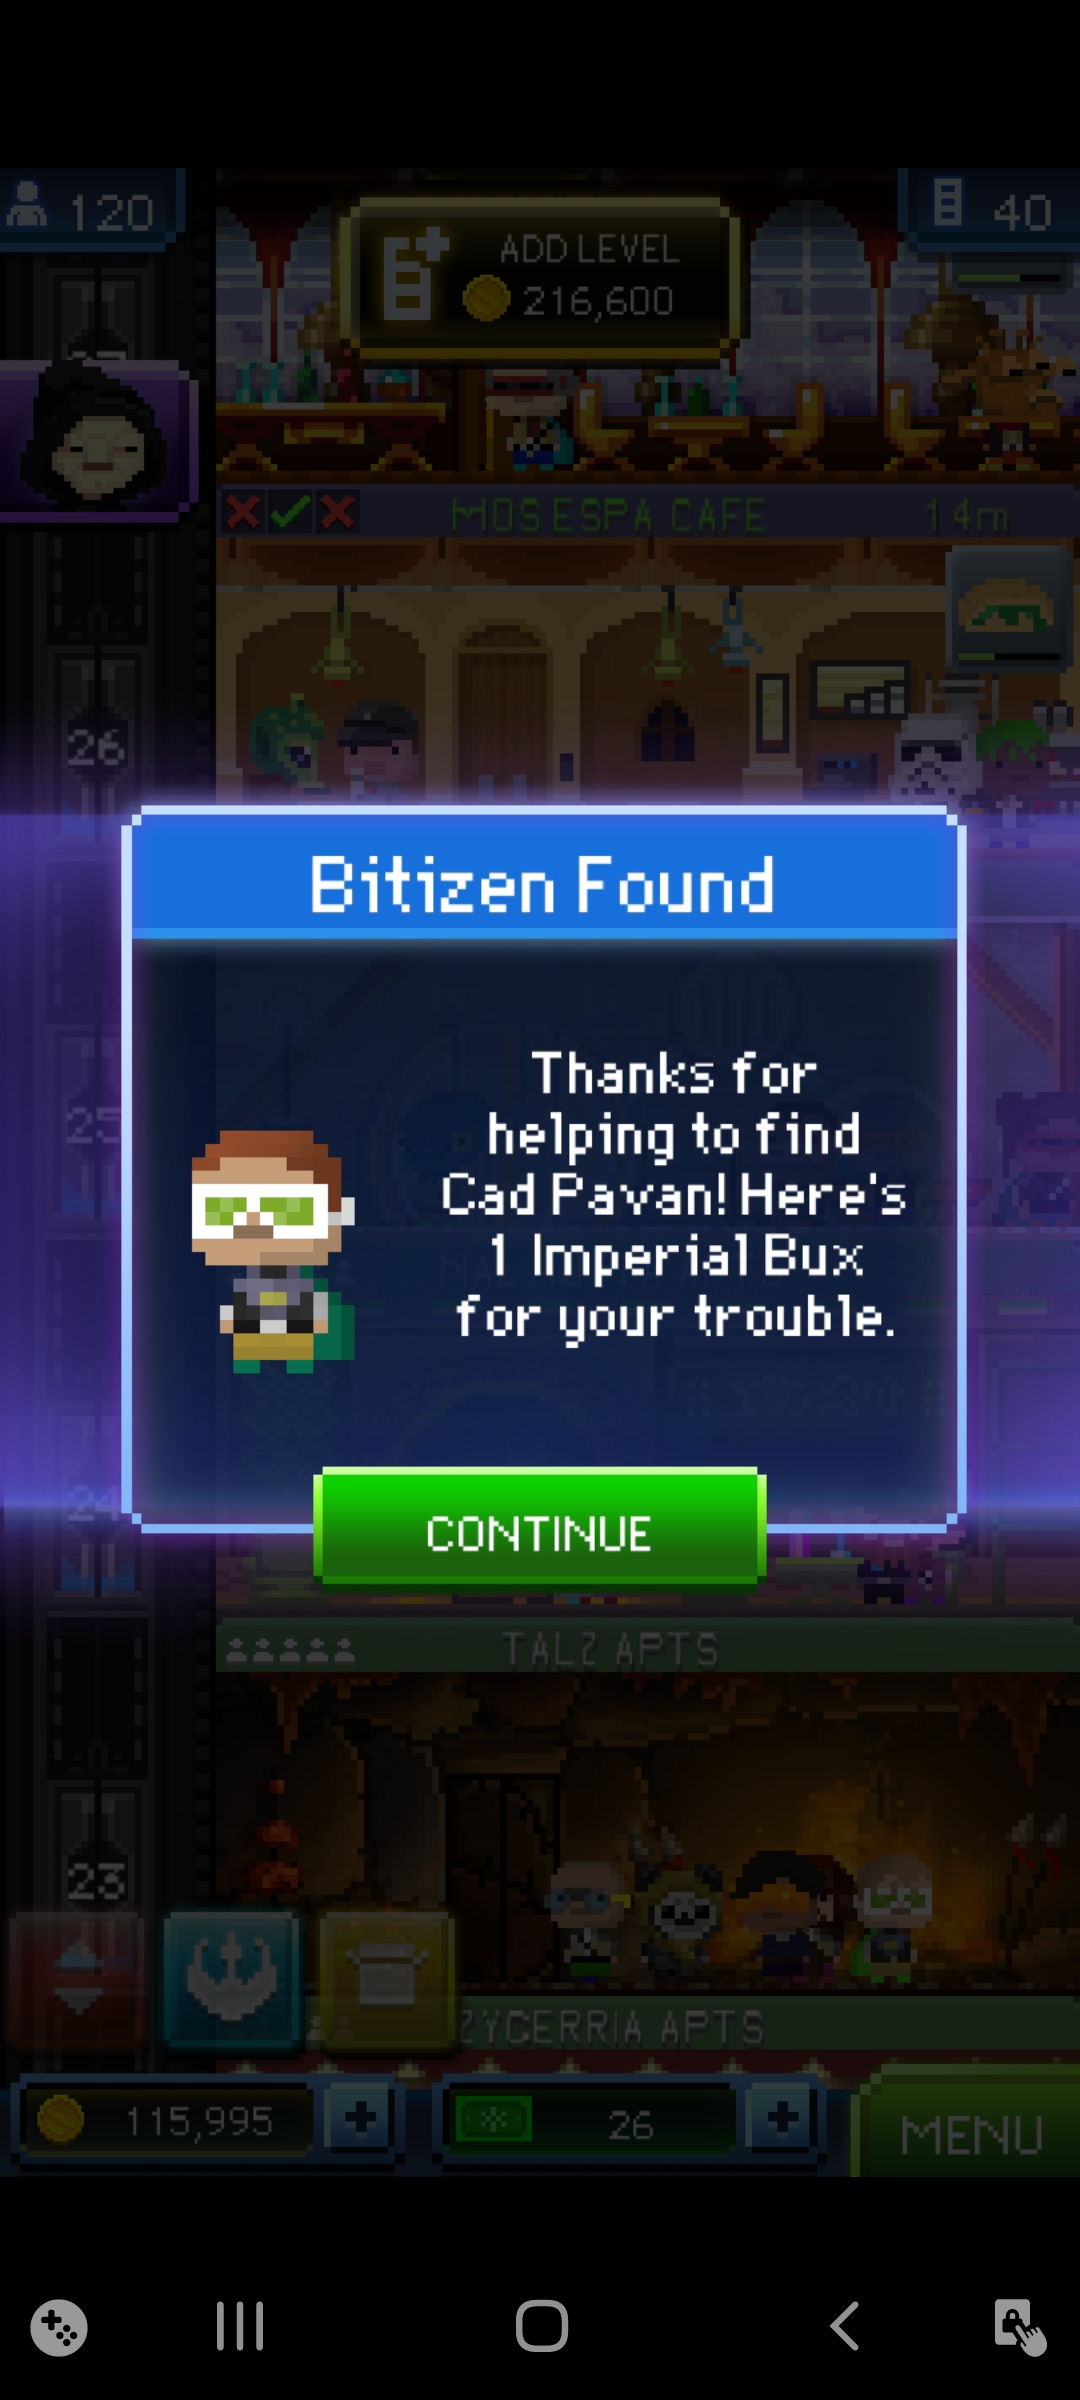 120
ADD LEVEL
216,600
40
27
MOS ESPA CAFE
14m
26
Bitizen Found
25
Thanks for
helping to find
Cad Pavan! Here's
1 Imperial Bux
for your trouble.
24
CONTINUE
TALZ APTS
23
ZYGERRIA APTS
115,995
26
MENU